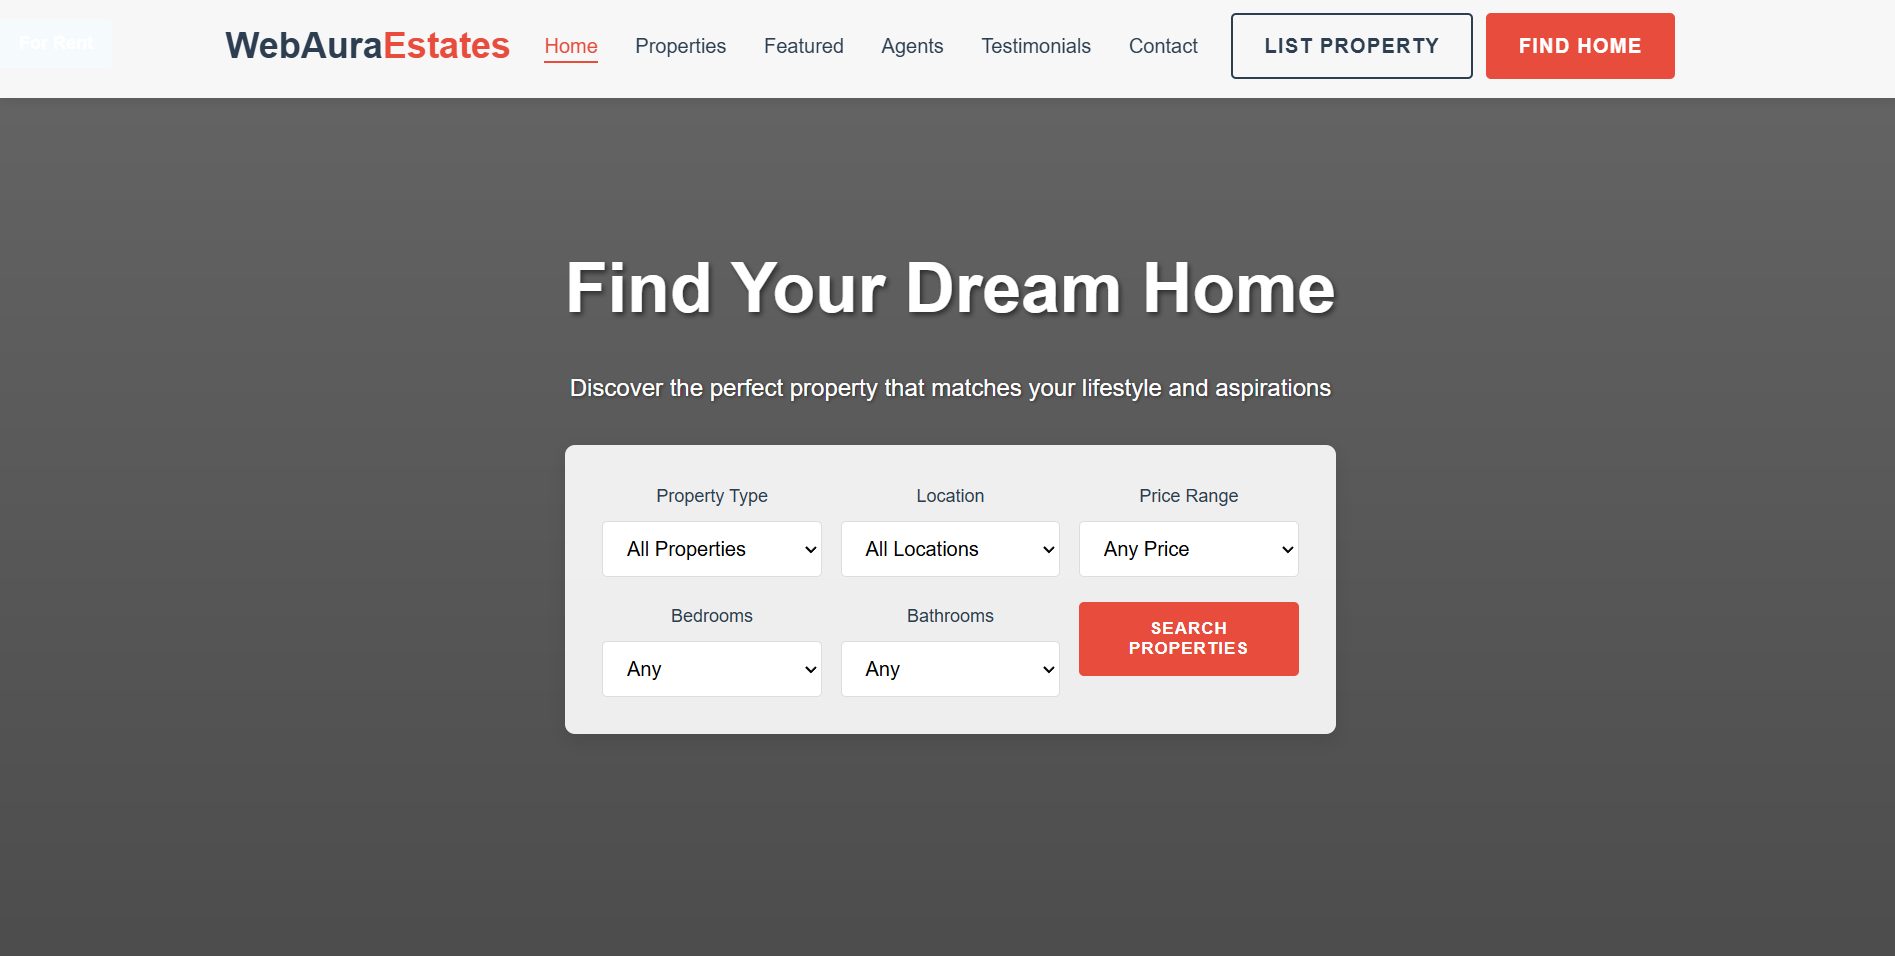 For Rent
WebAuraEstates
Home
Properties
Featured
Agents
Testimonials
Contact
LIST PROPERTY
FIND HOME
Find Your Dream Home
Discover the perfect property that matches your lifestyle and aspirations
Property Type
Location
Price Range
All Properties
All Locations
Any Price
Bedrooms
Bathrooms
Any
Any
SEARCH
PROPERTIES